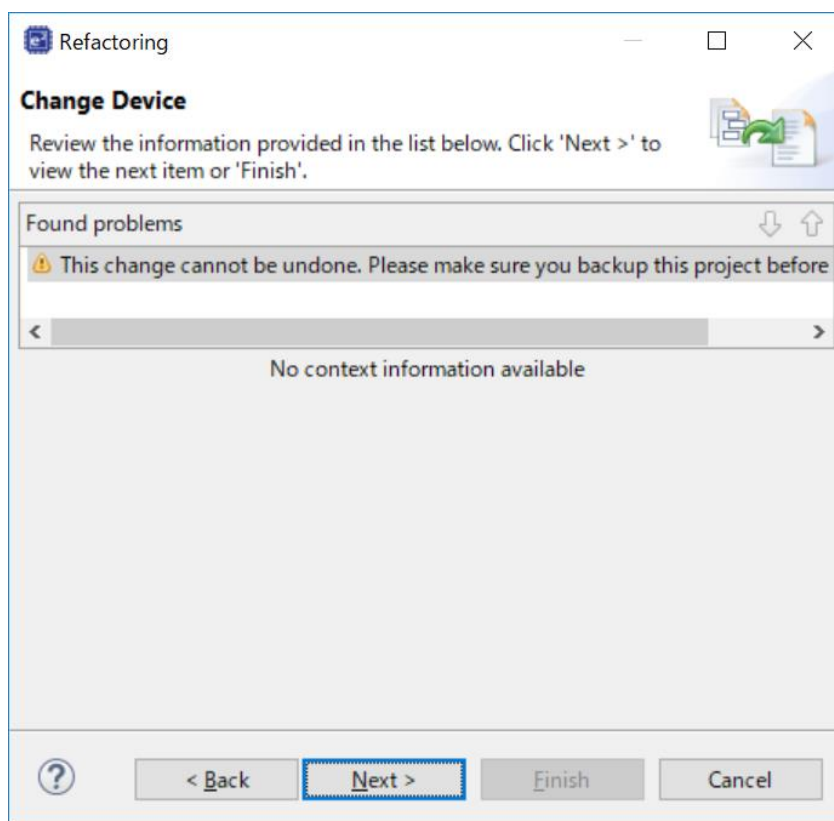 Refactoring
Change Device
Review the information provided in the list below. Click 'Next >' to
view the next item or 'Finish'.
Found problems
This change cannot be undone. Please make sure you backup this project before
No context information available
< Back
Next >
Finish
Cancel